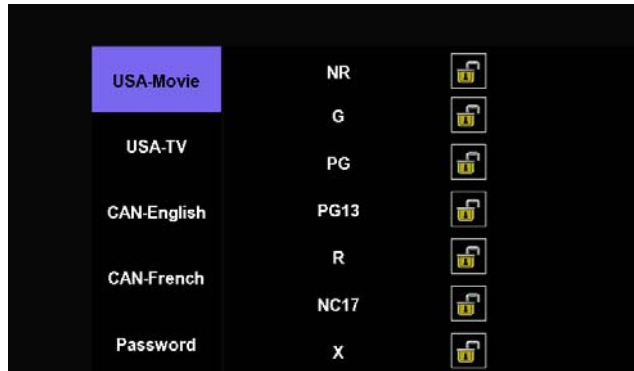 USA-Movie
USA-TV
CAN-English
CAN-French
Password
NR
G
PG
PG13
R
NC17
X